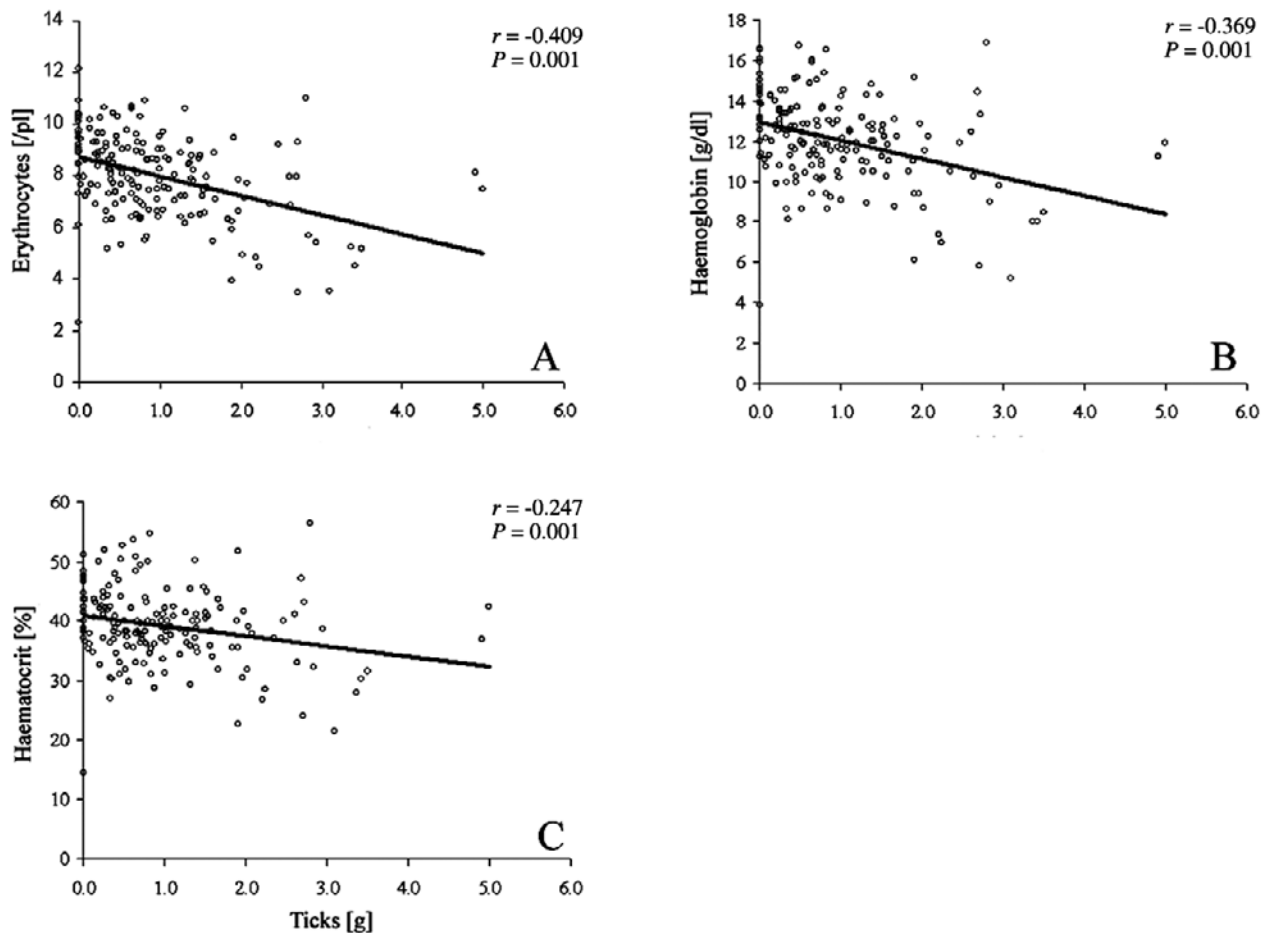 r = -0.409
P = 0.001
14
12
10
8
6
4
2
0
Erythrocytes [/pl]
A
0.0 1.0 2.0 3.0 4.0 5.0 6.0
r = -0.369
P = 0.001
18
16
14
12
10
8
6
4
2
0
Haemoglobin [g/dl]
B
0.0 1.0 2.0 3.0 4.0 5.0 6.0
r = -0.247
P = 0.001
60
50
40
30
20
10
0
Haematocrit [%]
C
0.0 1.0 2.0 3.0 4.0 5.0 6.0
Ticks [g]